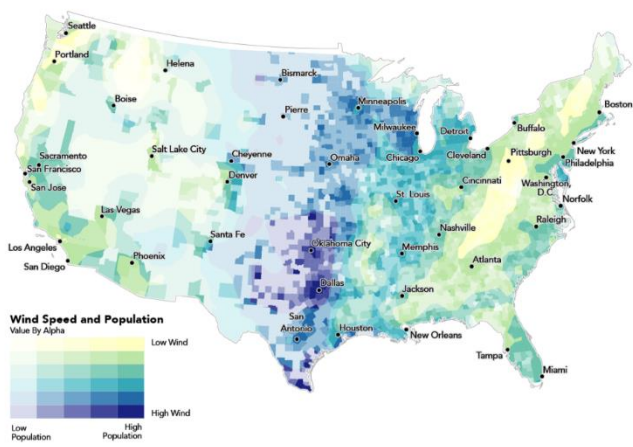 Seattle
Portland
Helena
Bismarck
Boise
Pierre
Minneapolis
Milwaukee
Detroit
Buffalo
Boston
Salt Lake City
Cheyenne
Omaha
Chicago
Cleveland
Pittsburgh
New York
Philadelphia
Sacramento
San Francisco
San Jose
Denver
St. Louis
Cincinnati
Washington,
D.C.
Norfolk
Las Vegas
Santa Fe
Oklahoma City
Nashville
Raleigh
Los Angeles
San Diego
Phoenix
Memphis
Atlanta
Dallas
Jackson
San
Antonio
Houston
New Orleans
Tampa
Miami
Wind Speed and Population
Value By Alpha
Low Wind
High Wind
Low
Population
High
Population